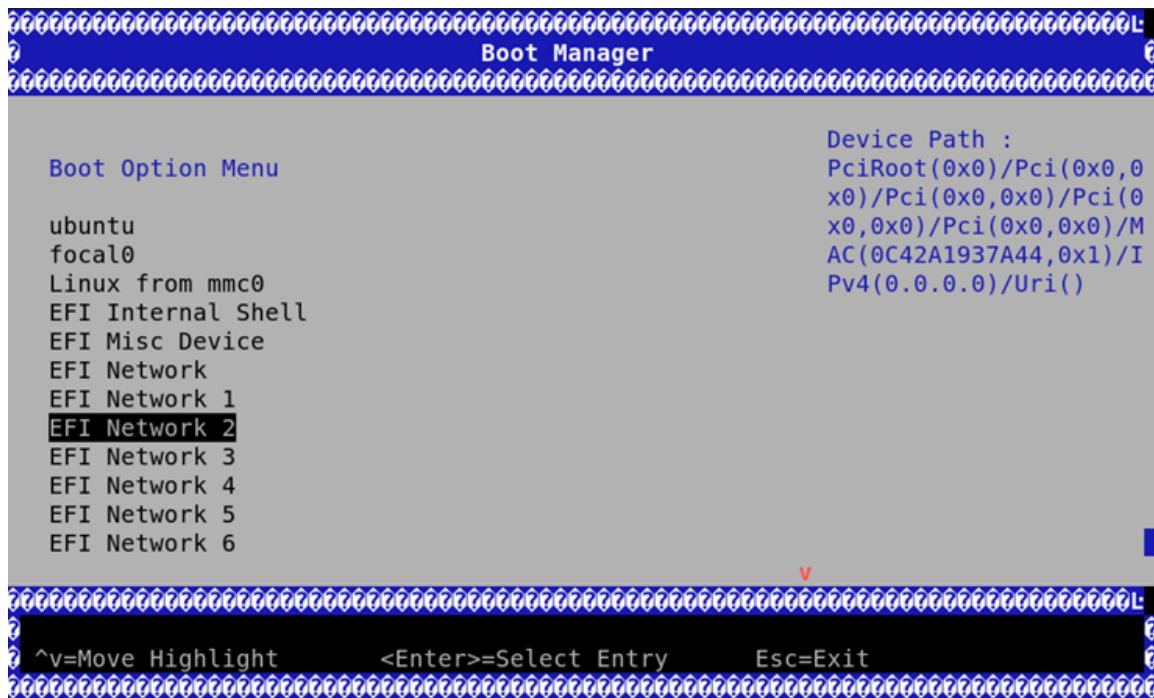 Boot Manager
Boot Option Menu
ubuntu
focal0
Linux from mmc0
EFI Internal Shell
EFI Misc Device
EFI Network
EFI Network 1
EFI Network 2
EFI Network 3
EFI Network 4
EFI Network 5
EFI Network 6
Device Path :
PciRoot(0x0)/Pci(0x0,0
x0)/Pci(0x0,0x0)/Pci(0
x0,0x0)/Pci(0x0,0x0)/M
AC(0C42A1937A44,0x1)/I
Pv4(0.0.0.0)/Uri()
v
^v=Move Highlight <Enter>=Select Entry Esc=Exit